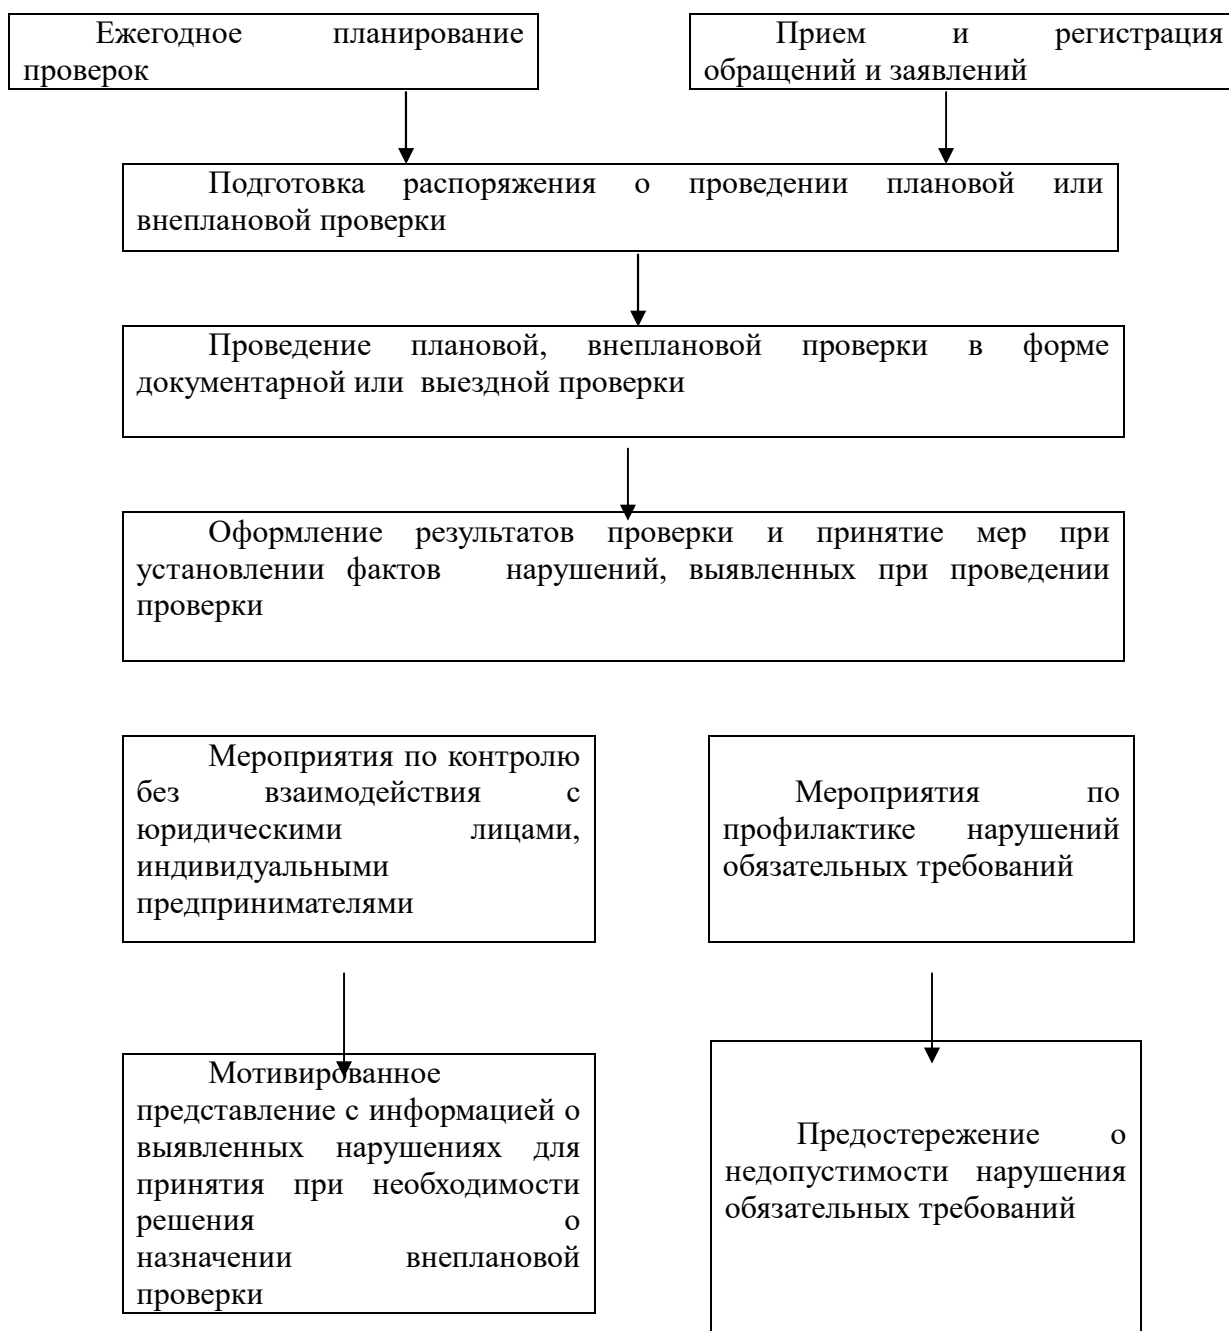 Ежегодное планирование
проверок
Прием и регистрация
обращений и заявлений
Подготовка распоряжения о проведении плановой или
внеплановой проверки
Проведение плановой, внеплановой проверки в форме
документарной или выездной проверки
Оформление результатов проверки и принятие мер при
установлении фактов нарушений, выявленных при проведении
проверки
Мероприятия по контролю
без взаимодействия с
юридическими лицами,
индивидуальными
предпринимателями
Мероприятия по
профилактике нарушений
обязательных требований
Мотивированное
представление с информацией о
выявленных нарушениях для
принятия при необходимости
решения о
назначении внеплановой
проверки
Предостережение о
недопустимости нарушения
обязательных требований